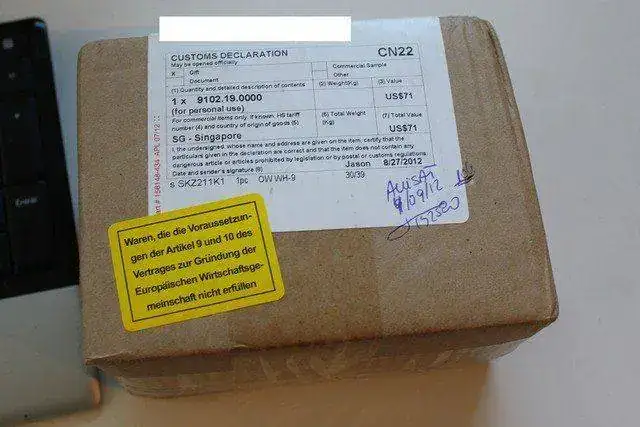 CUSTOMS DECLARATION CN22
May be opened officially
X Gift Commercial Sample
Document Other
(1) Quantity and detailed description of contents (2) Weight(Kg) (3) Value
1 x 9102.19.0000 US$71
(for personal use)
For commercial items only. If known, HS tariff (6) Total Weight (7) Total Value
number (4) and country of origin of goods (5) (Kg) US$71
SG - Singapore
I, the undersigned whose name and address are given on the item, certify that the
particulars given in the declaration are correct and that the item does not contain any
dangerous article or articles prohibited by legislation or by postal or customs regulations
Date and sender's signature (8) Jason 8/27/2012
s SKZ211K1 1pc OW WH-9 30/39
Waren, die die Voraussetzun-
gen der Artikel 9 und 10 des
Vertrages zur Gründung der
Europäischen Wirtschaftsge-
meinschaft nicht erfüllen